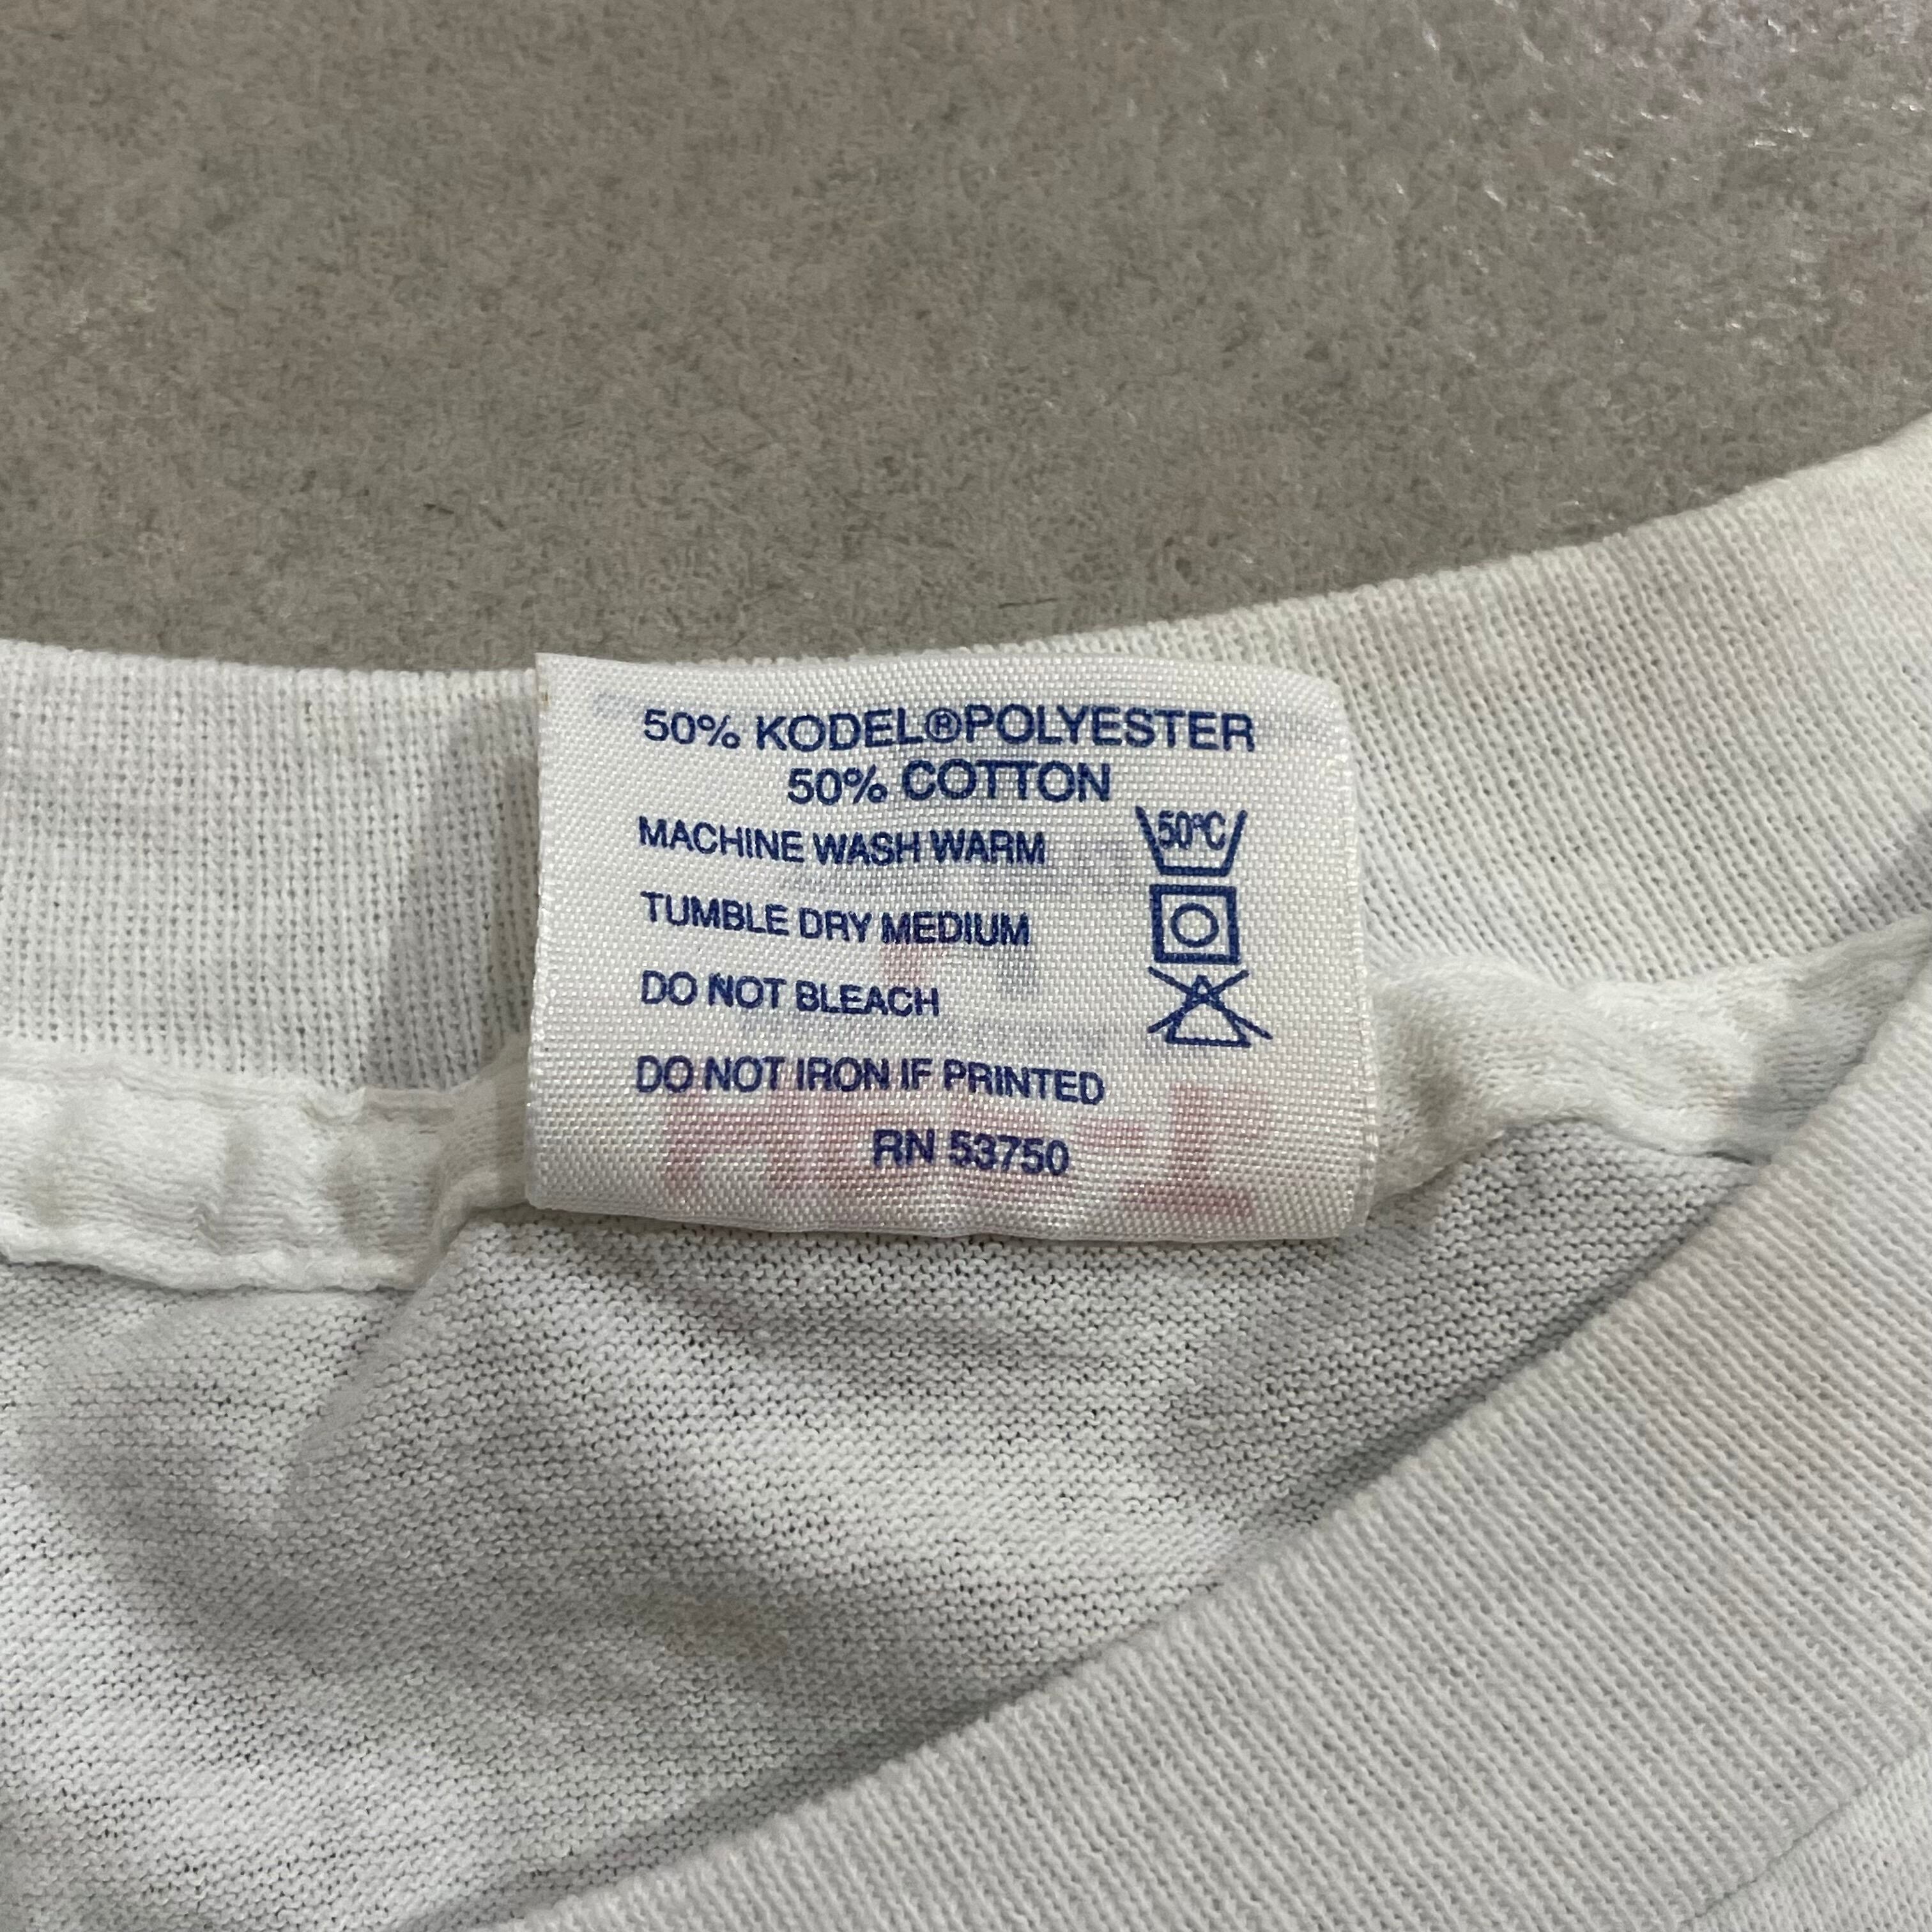 50% KODEL®POLYESTER
50% COTTON
MACHINE WASH WARM
50°C
TUMBLE DRY MEDIUM
DO NOT BLEACH
DO NOT IRON IF PRINTED
RN 53750